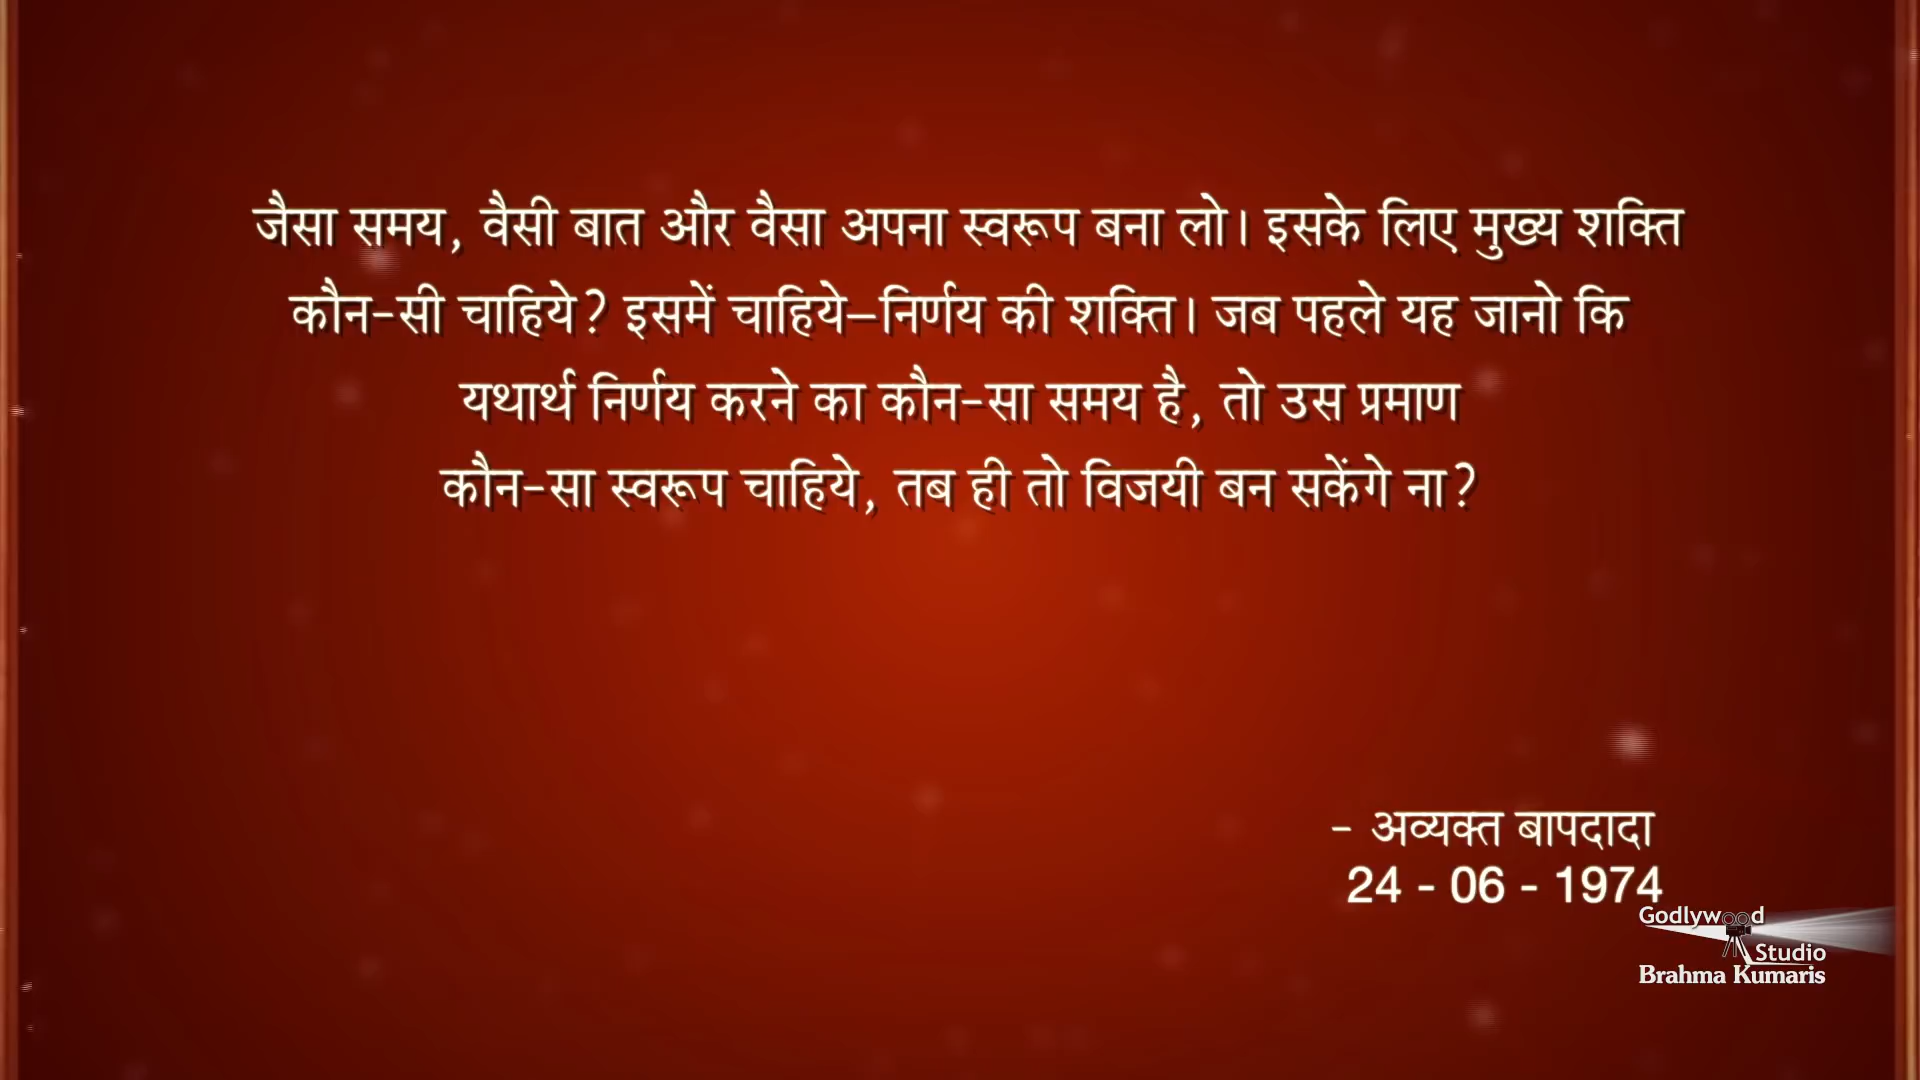 जैसा समय, वैसी बात और वैसा अपना स्वरूप बना लो। इसके लिए मुख्य शक्ति
कौन-सी चाहिये? इसमें चाहिये—निर्णय की शक्ति। जब पहले यह जानो कि
यथार्थ निर्णय करने का कौन-सा समय है, तो उस प्रमाण
कौन-सा स्वरूप चाहिये, तब ही तो विजयी बन सकेंगे ना?
- अव्यक्त बापदादा
24 - 06 - 1974
Godlywood
Studio
Brahma Kumaris